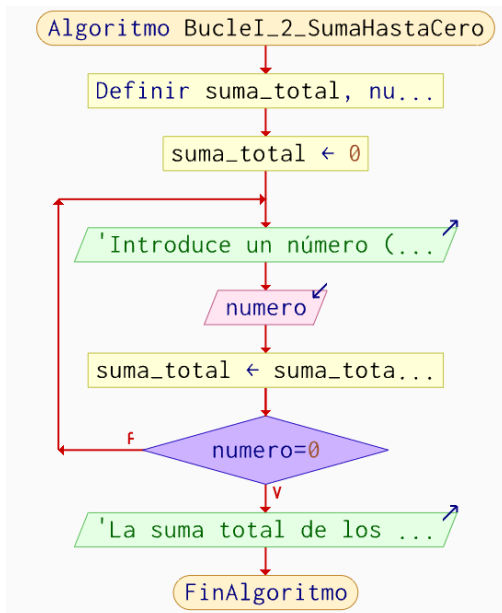 Algoritmo BucleI_2_SumaHastaCero
Definir suma_total, nu...
suma_total ← 0
'Introduce un número (...
numero
suma_total ← suma_tota...
F
numero=0
V
'La suma total de los ...
FinAlgoritmo